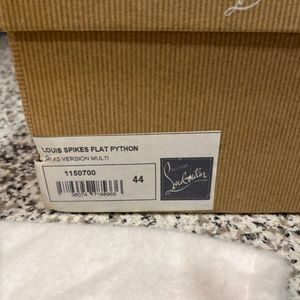 LOUIS SPIKES FLAT PYTHON
VERSION MULTI
1150700
44
Louboutin